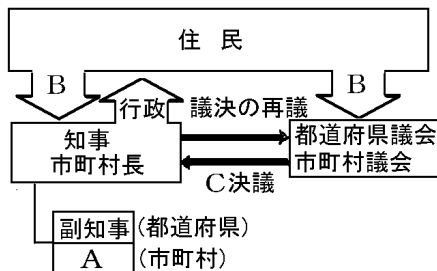 住 民
B
B
行政
議決の再議
知事
市町村長
都道府県議会
市町村議会
C決議
副知事(都道府県)
A(市町村)